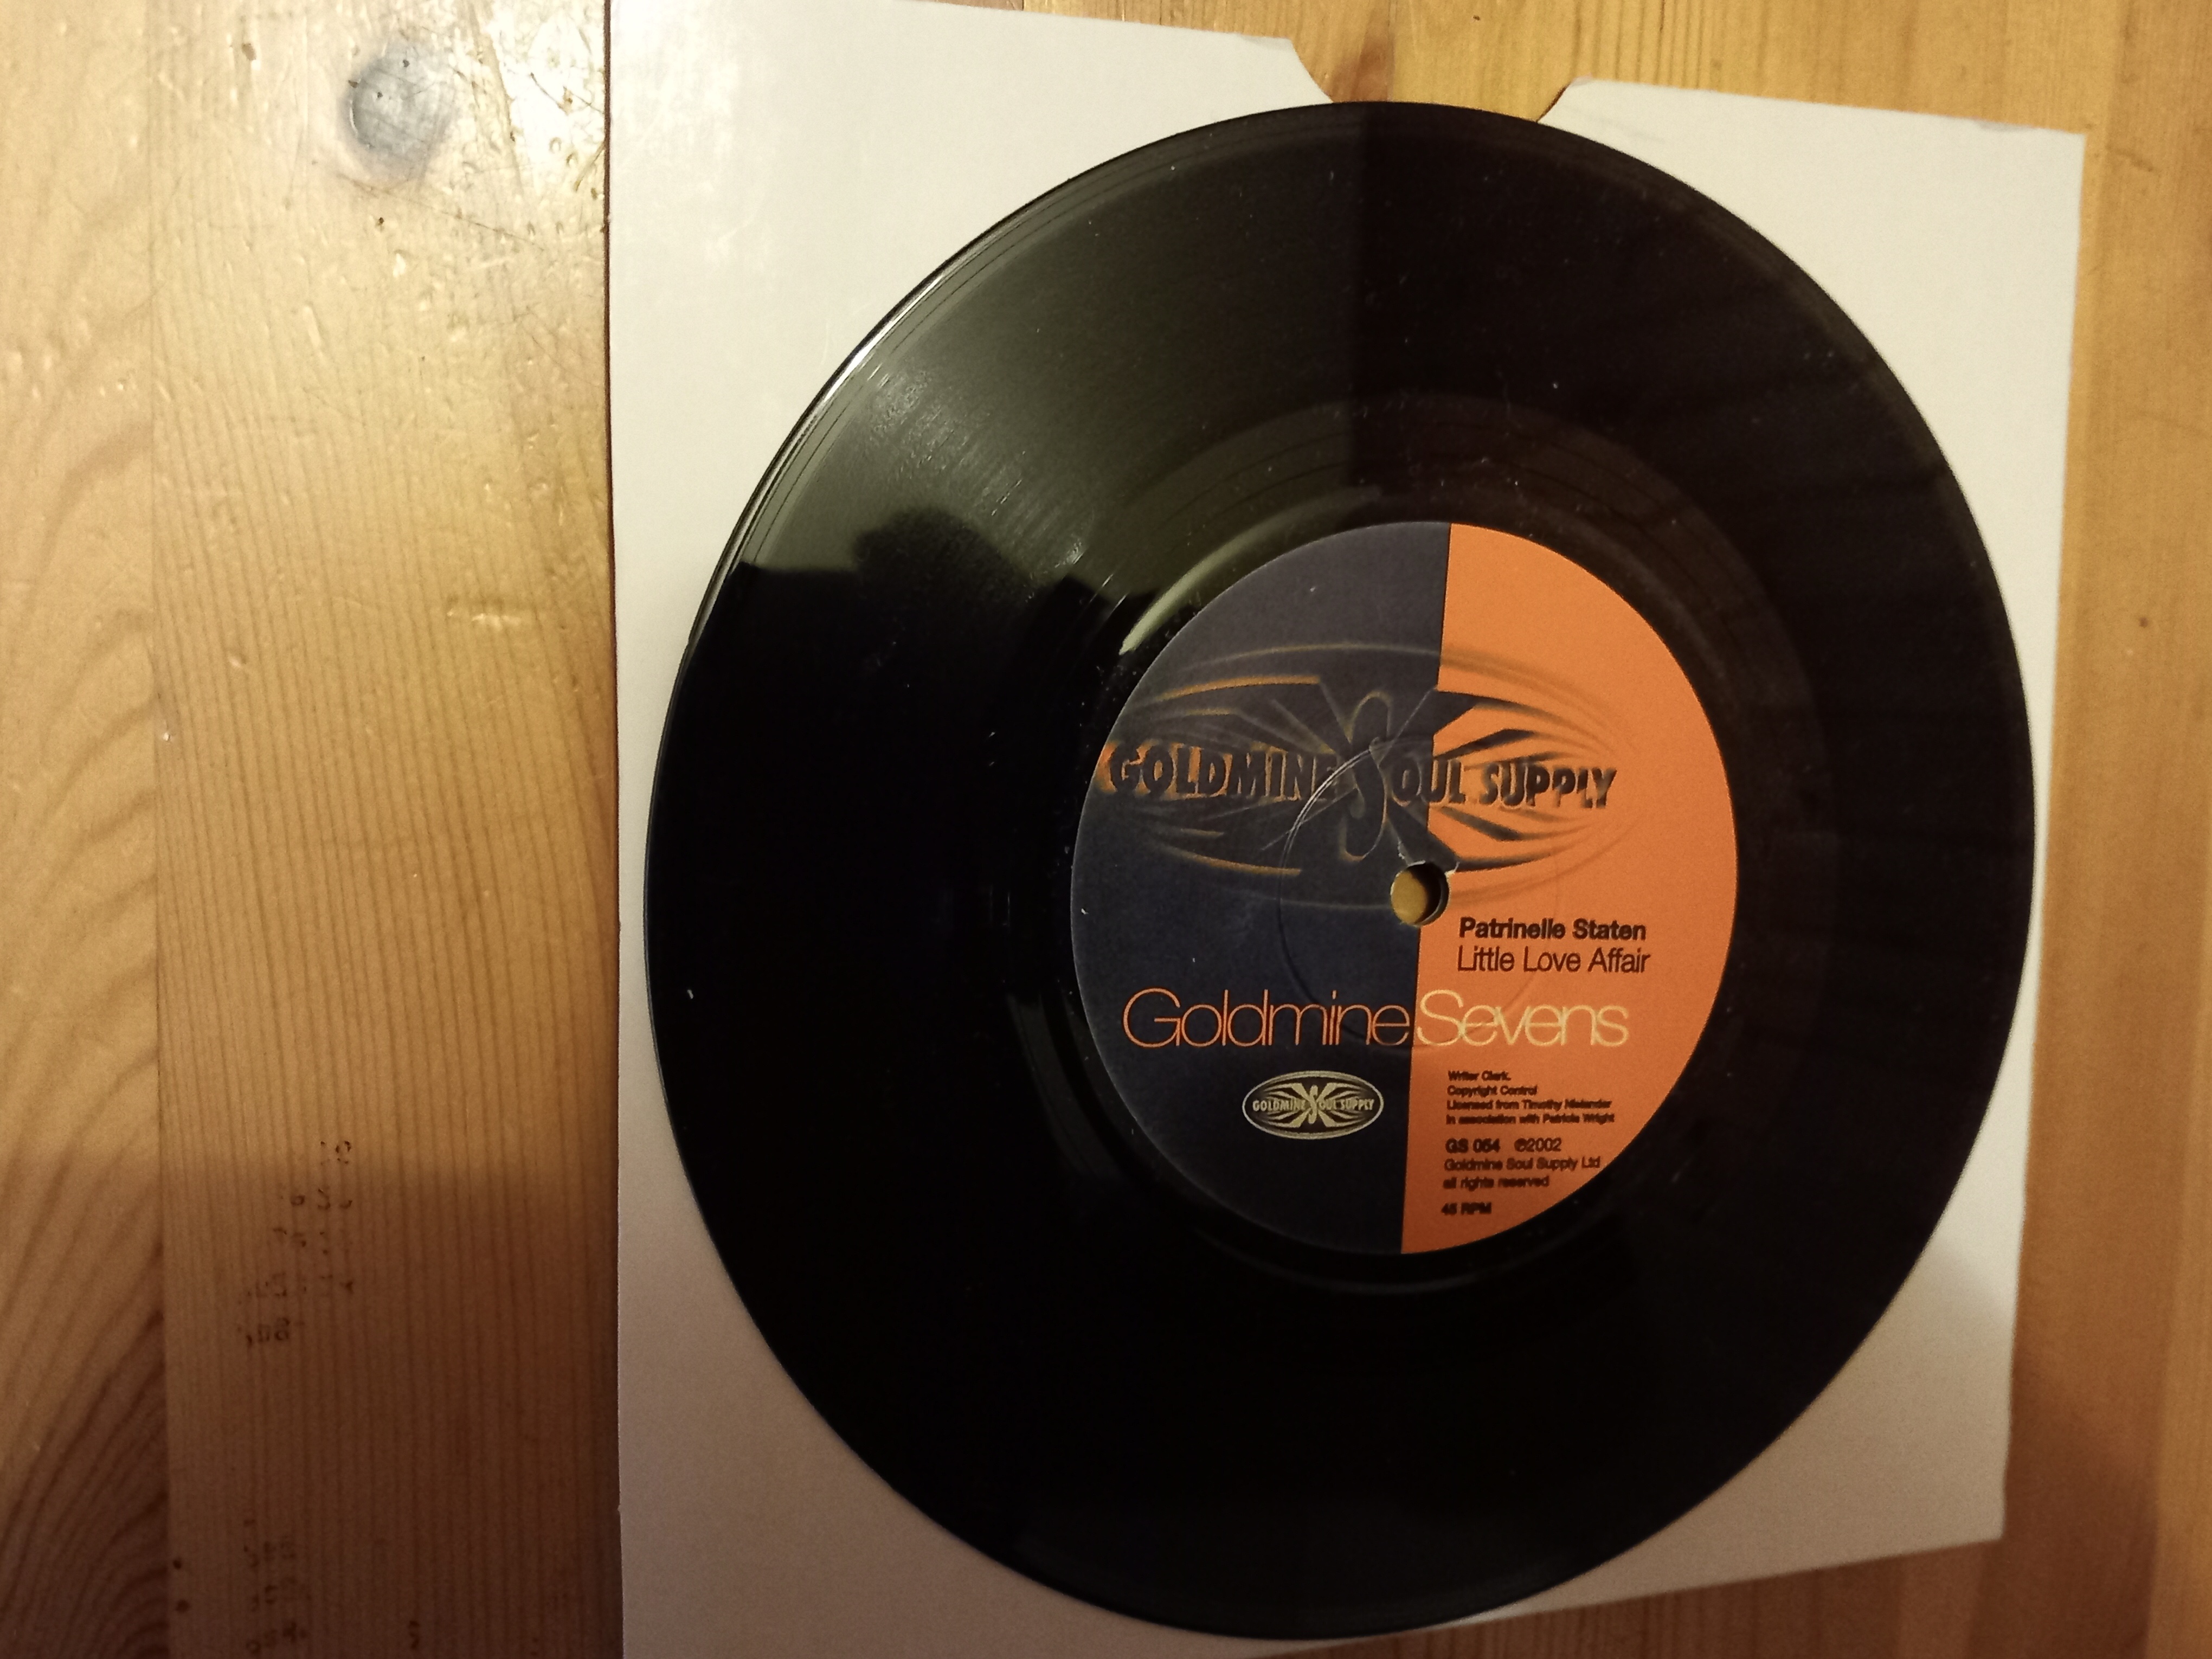 GOLDMINE SOUL SUPPLY
Patrinelle Staten
Little Love Affair
GoldmineSevens
GOLDMINE SOUL SUPPLY
Writer Clark.
Copyright Control
Licensed from Timothy
In association with Patricia Wright
GS 054 ℗2002
Goldmine Soul Supply Ltd
all rights reserved
45 RPM